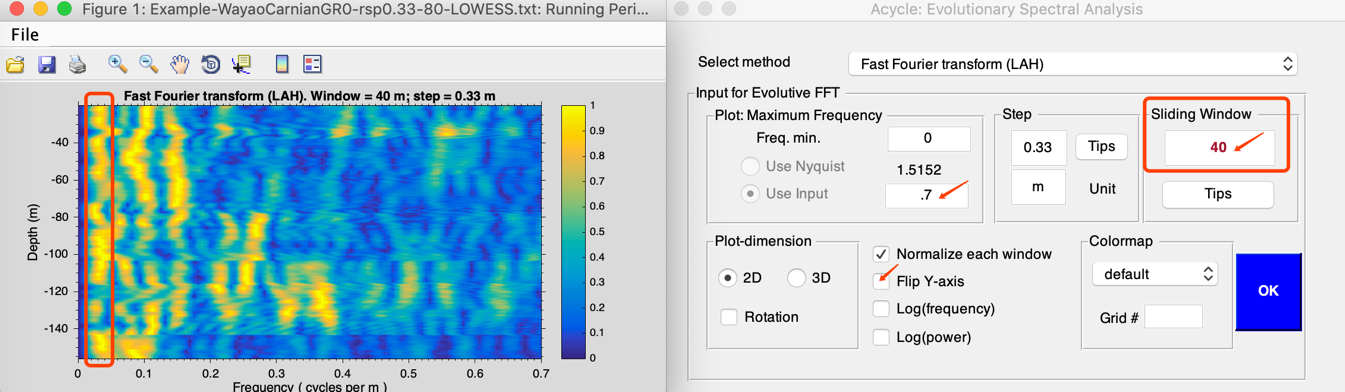 Figure 1: Example-WayaoCarnianGR0-rsp0.33-80-LOWESS.txt: Running Peri...
File
Fast Fourier transform (LAH). Window = 40 m; step = 0.33 m
Depth (m)
-40
-60
-80
-100
-120
-140
0 0.1 0.2 0.3 0.4 0.5 0.6 0.7
Frequency ( cycles per m )
1
0.9
0.8
0.7
0.6
0.5
0.4
0.3
0.2
0.1
0
Acycle: Evolutionary Spectral Analysis
Select method Fast Fourier transform (LAH)
Input for Evolutive FFT
Plot: Maximum Frequency
Freq. min. 0
Use Nyquist 1.5152
Use Input .7
Step
0.33 Tips
m Unit
Sliding Window
40
Tips
Plot-dimension
2D 3D
Rotation
Normalize each window
Flip Y-axis
Log(frequency)
Log(power)
Colormap
default
Grid #
OK